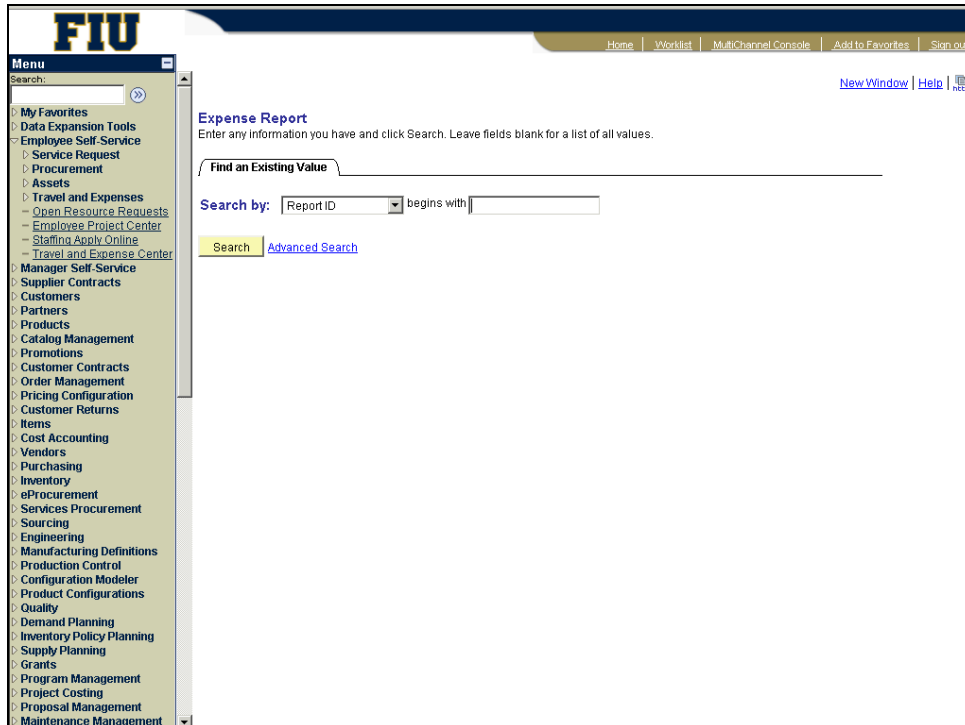 FIU
Home | Worklist | MultiChannel Console | Add to Favorites | Sign ou
Menu
Search:
New Window | Help |
My Favorites
Data Expansion Tools
Employee Self-Service
Service Request
Procurement
Assets
Travel and Expenses
Open Resource Requests
Employee Project Center
Staffing Apply Online
Travel and Expense Center
Manager Self-Service
Supplier Contracts
Customers
Partners
Products
Catalog Management
Promotions
Customer Contracts
Order Management
Pricing Configuration
Customer Returns
Items
Cost Accounting
Vendors
Purchasing
Inventory
eProcurement
Services Procurement
Sourcing
Engineering
Manufacturing Definitions
Production Control
Configuration Modeler
Product Configurations
Quality
Demand Planning
Inventory Policy Planning
Supply Planning
Grants
Program Management
Project Costing
Proposal Management
Maintenance Management
Expense Report
Enter any information you have and click Search. Leave fields blank for a list of all values.
Find an Existing Value
Search by: Report ID begins with
Search Advanced Search